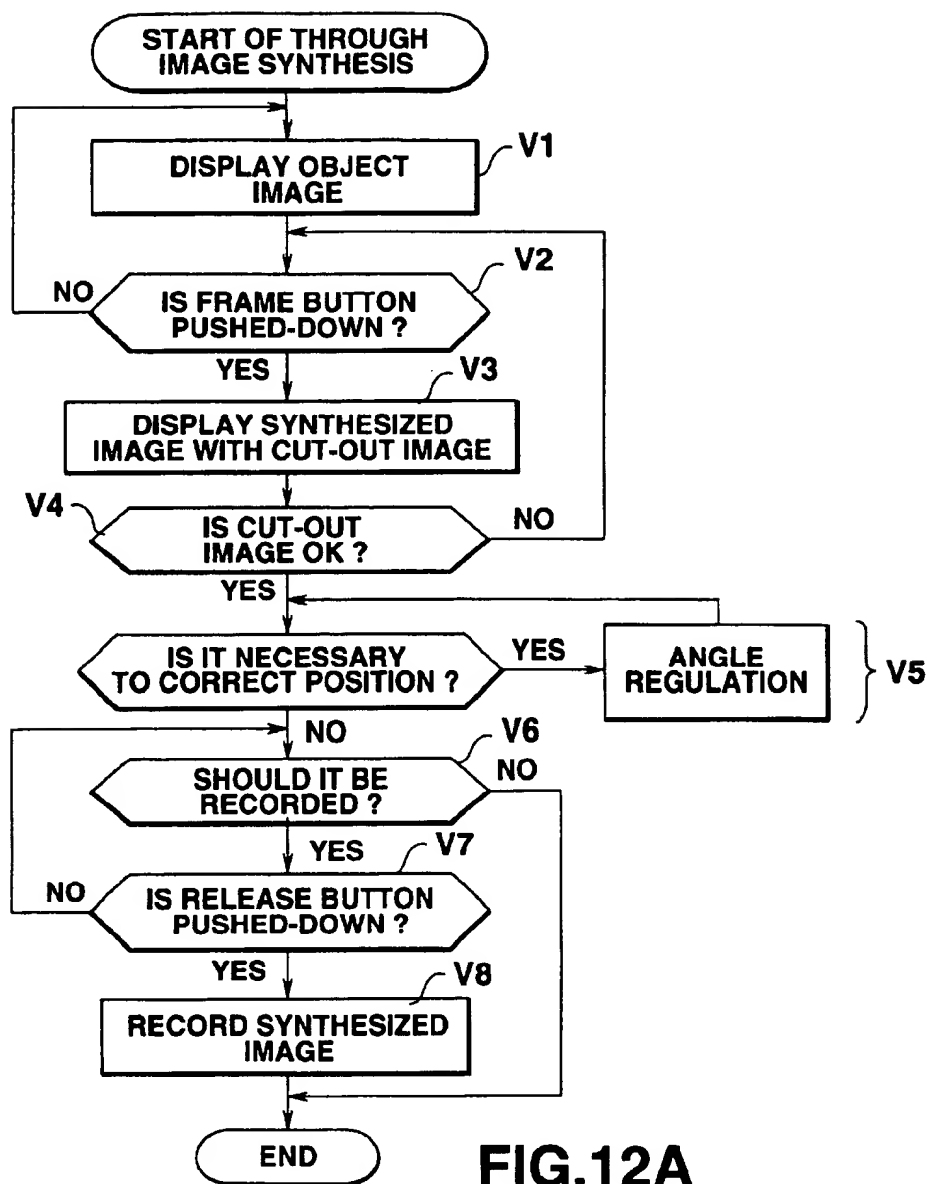 START OF THROUGH
IMAGE SYNTHESIS
V1
DISPLAY OBJECT
IMAGE
V2
NO
IS FRAME BUTTON
PUSHED-DOWN ?
YES
V3
DISPLAY SYNTHESIZED
IMAGE WITH CUT-OUT IMAGE
V4
IS CUT-OUT
IMAGE OK ?
NO
YES
IS IT NECESSARY
TO CORRECT POSITION ?
YES
ANGLE
REGULATION
V5
NO
V6
SHOULD IT BE
RECORDED ?
NO
YES
V7
NO
IS RELEASE BUTTON
PUSHED-DOWN ?
YES
V8
RECORD SYNTHESIZED
IMAGE
END
FIG.12A